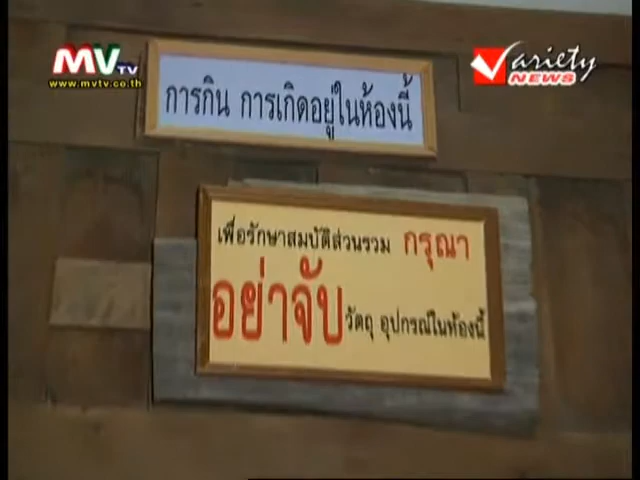 MVTV
www.mvtv.co.th
Variety
NEWS
การกิน การเกิดอยู่ในห้องนี้
เพื่อรักษาสมบัติส่วนรวม กรุณา
อย่าจับวัตถุ อุปกรณ์ในห้องนี้